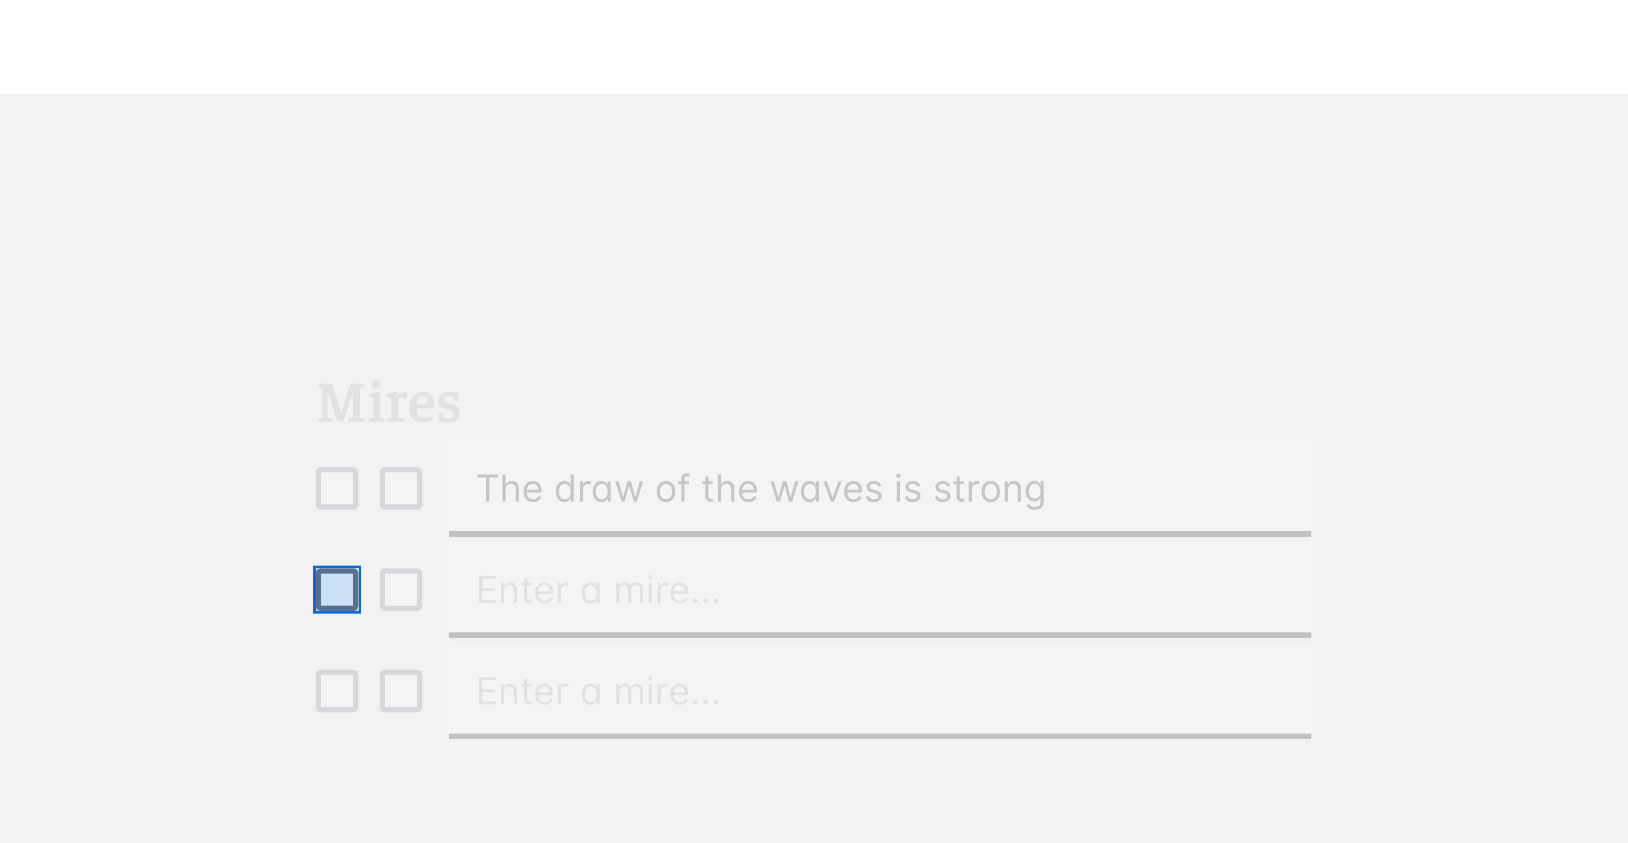 Mires
The draw of the waves is strong
Enter a mire...
Enter a mire...